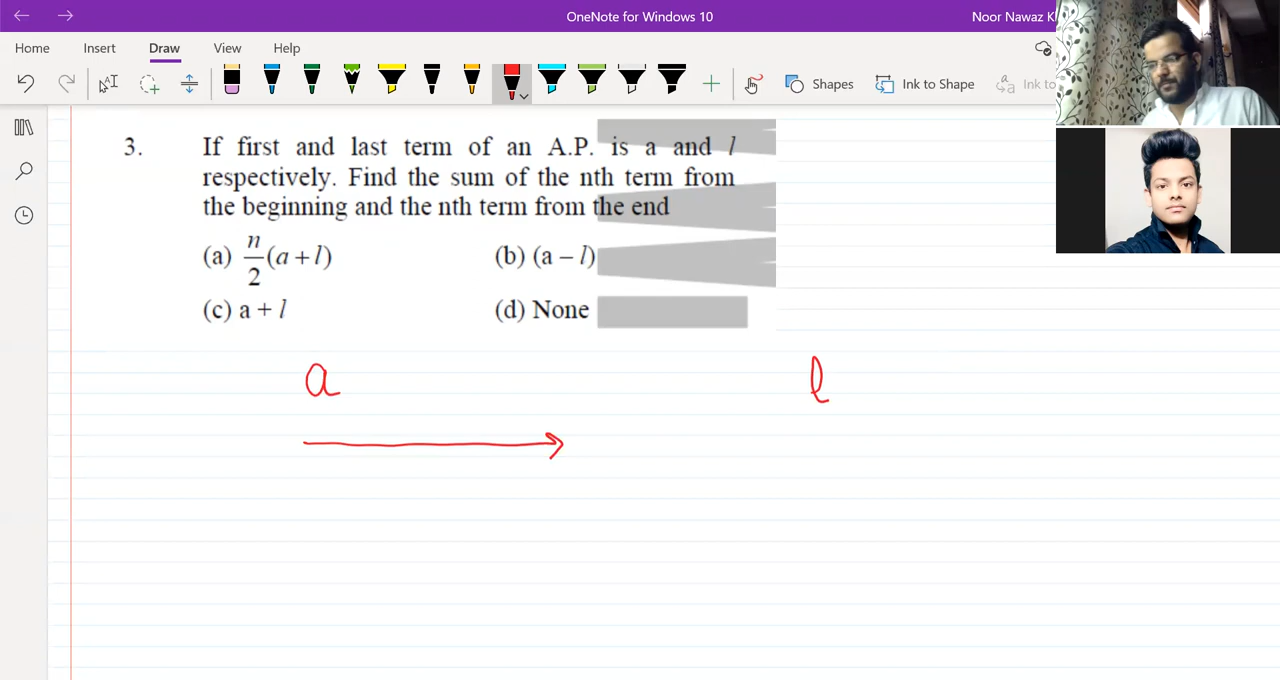 OneNote for Windows 10
Noor Nawaz K
Home Insert Draw View Help
Shapes Ink to Shape Ink to
3. If first and last term of an A.P. is a and l
respectively. Find the sum of the nth term from
the beginning and the nth term from the end
(a) n/2 (a + l) (b) (a – l)
(c) a + l (d) None
a l